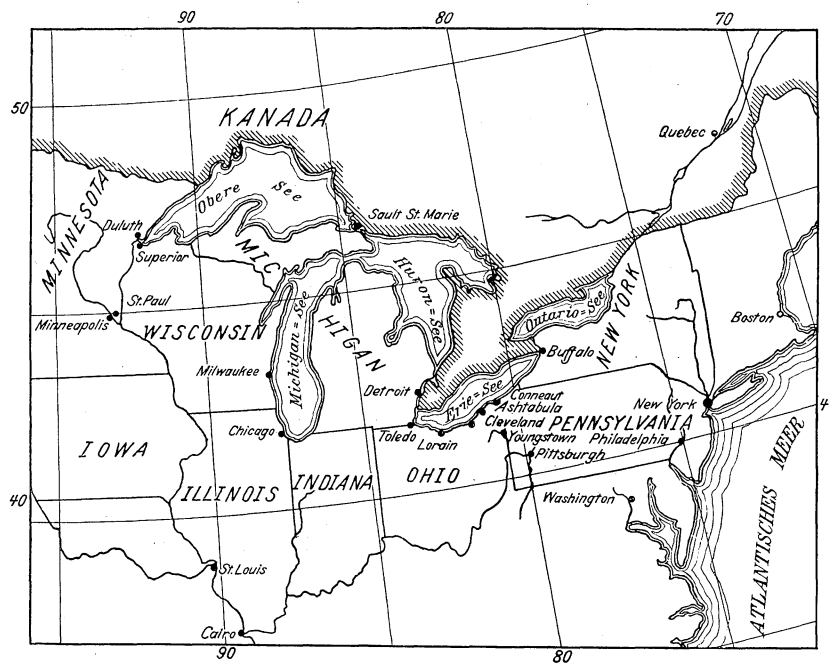 90
80
70
50
KANADA
Quebec
MINNESOTA
Obere
See
Sault St. Marie
Duluth
Superior
MIC
HIGAN
Huron=See
NEW YORK
Ontario=See
St. Paul
Minneapolis
WISCONSIN
Michigan=See
Boston
Buffalo
Milwaukee
Detroit
Erie=See
Conneaut
Ashtabula
New York
4
Chicago
Toledo
Lorain
Cleveland
PENNSYLVANIA
Youngstown
Philadelphia
Pittsburgh
IOWA
ILLINOIS
INDIANA
OHIO
40
Washington
ATLANTISCHES MEER
St. Louis
Cairo
90
80